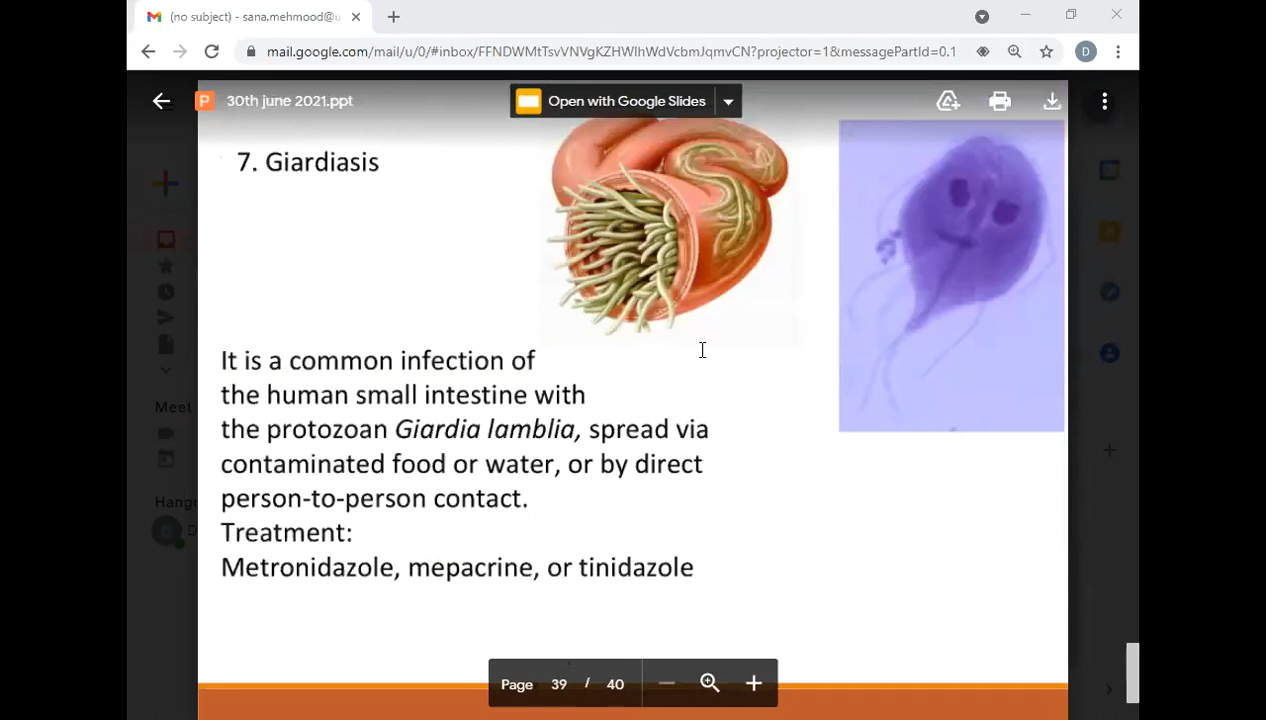 (no subject) - sana.mehmood@u
mail.google.com/mail/u/0/#inbox/FFNDWMtTsvVNVgKZHWIhWdVcbmJqmvCN?projector=1&messagePartId=0.1
D
P 30th june 2021.ppt
Open with Google Slides
7. Giardiasis
It is a common infection of
the human small intestine with
the protozoan Giardia lamblia, spread via
contaminated food or water, or by direct
person-to-person contact.
Treatment:
Metronidazole, mepacrine, or tinidazole
Meet
Hang
D
Page 39 / 40